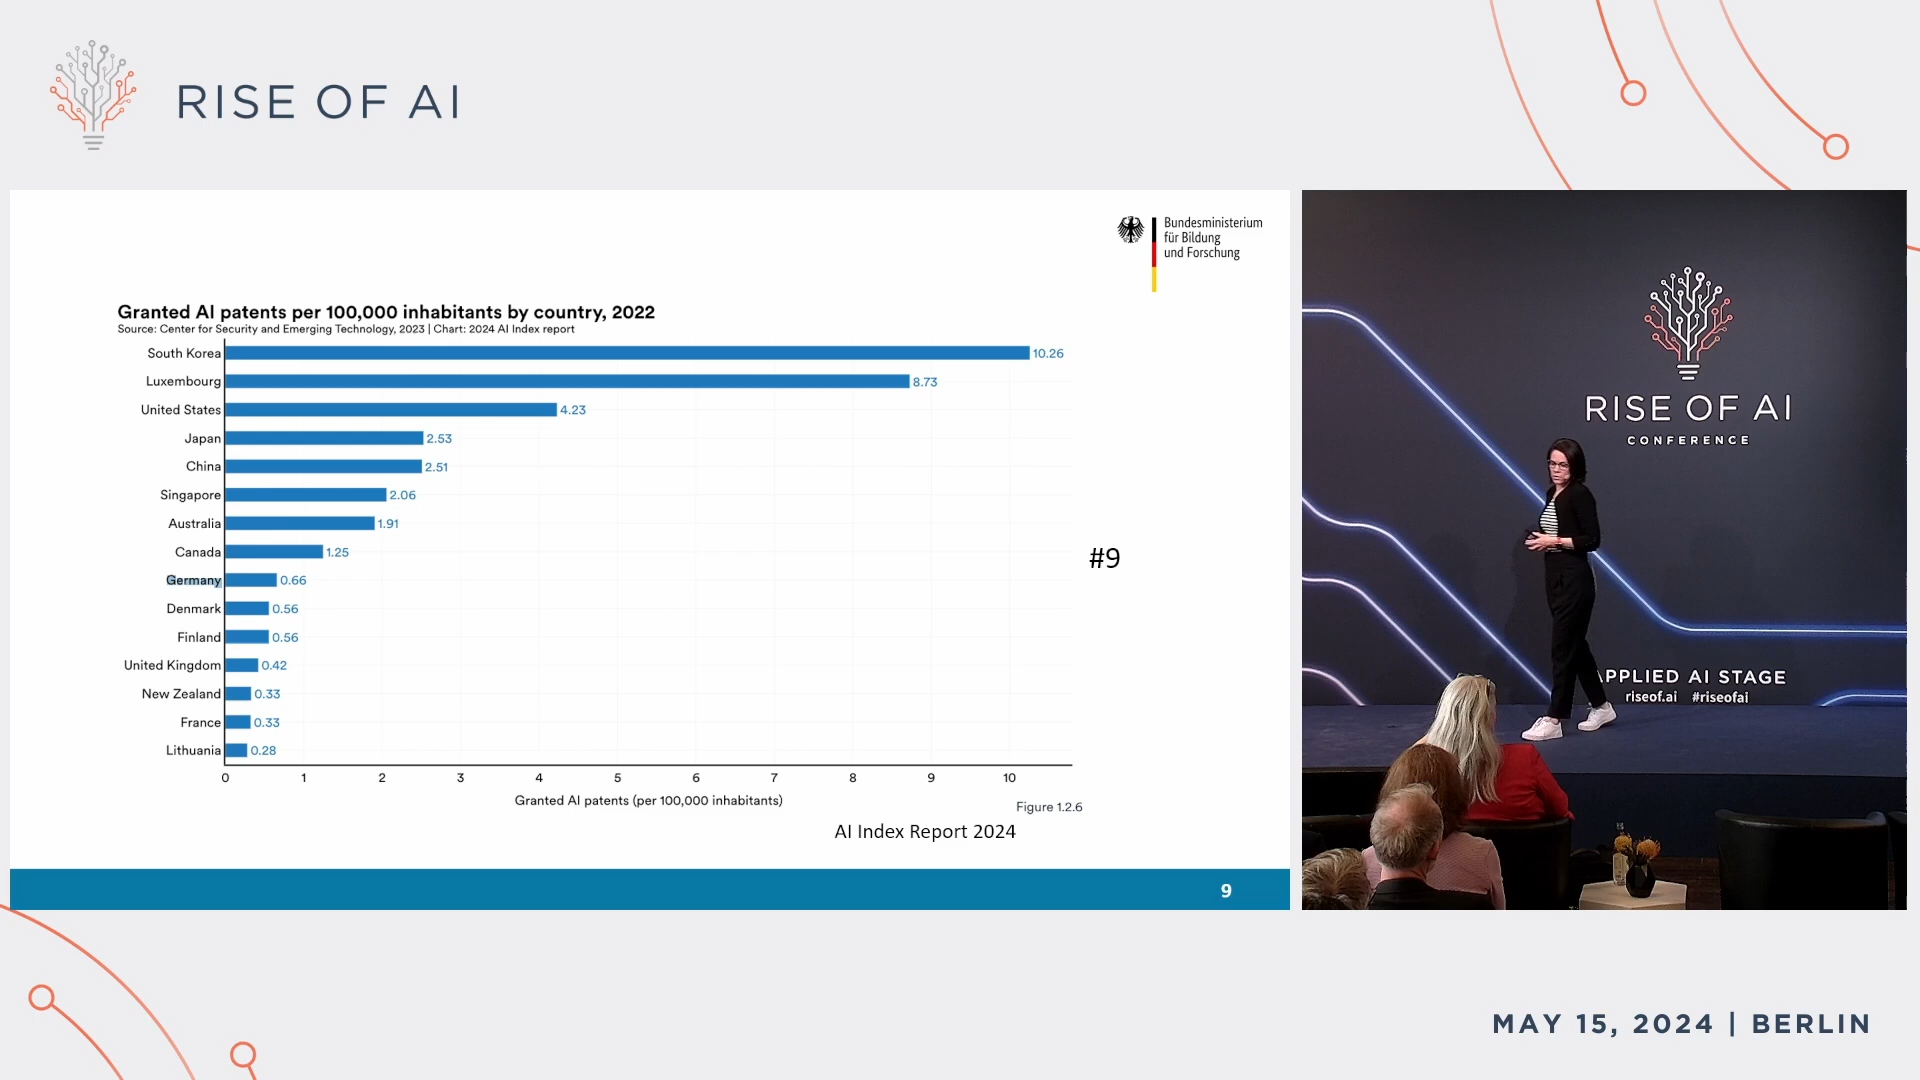 RISE OF AI
Bundesministerium
für Bildung
und Forschung
Granted AI patents per 100,000 inhabitants by country, 2022
Source: Center for Security and Emerging Technology, 2023 | Chart: 2024 AI Index report
South Korea 10.26
Luxembourg 8.73
United States 4.23
Japan 2.53
China 2.51
Singapore 2.06
Australia 1.91
Canada 1.25
#9
Germany 0.66
Denmark 0.56
Finland 0.56
United Kingdom 0.42
New Zealand 0.33
France 0.33
Lithuania 0.28
0 1 2 3 4 5 6 7 8 9 10
Granted AI patents (per 100,000 inhabitants)
Figure 1.2.6
AI Index Report 2024
9
RISE OF AI
CONFERENCE
APPLIED AI STAGE
riseof.ai #riseofai
MAY 15, 2024 | BERLIN